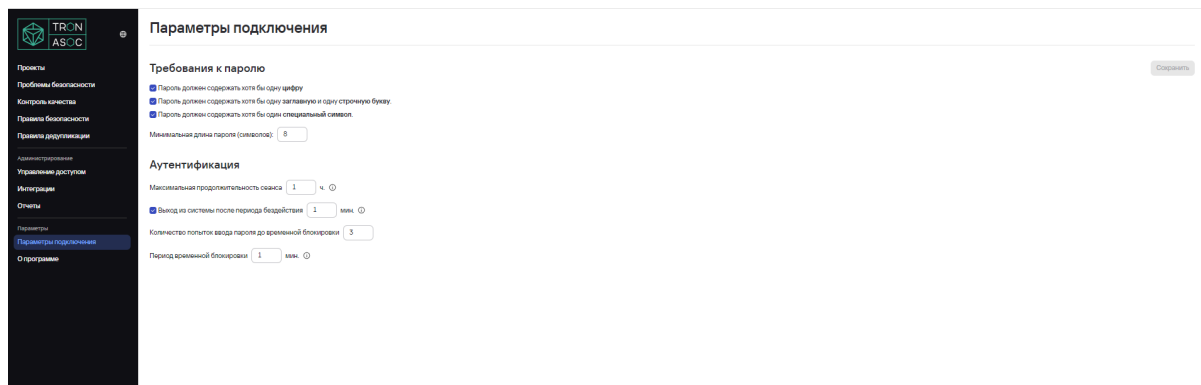 TRON
ASOC
Проекты
Проблемы безопасности
Контроль качества
Правила безопасности
Правила дедупликации
Администрирование
Управление доступом
Интеграции
Отчеты
Параметры
Параметры подключения
О программе
Параметры подключения
Требования к паролю
Сохранить
Пароль должен содержать хотя бы одну цифру
Пароль должен содержать хотя бы одну заглавную и одну строчную букву.
Пароль должен содержать хотя бы один специальный символ.
Минимальная длина пароля (символов): 8
Аутентификация
Максимальная продолжительность сеанса 1 ч.
Выход из системы после периода бездействия 1 мин.
Количество попыток ввода пароля до временной блокировки 3
Период временной блокировки 1 мин.